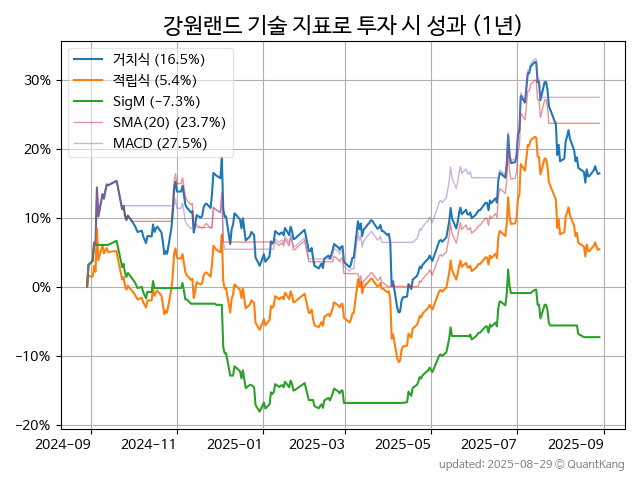 강원랜드 기술 지표로 투자 시 성과 (1년)
거치식 (16.5%)
적립식 (5.4%)
SigM (−7.3%)
SMA(20) (23.7%)
MACD (27.5%)
30%
20%
10%
0%
−10%
−20%
2024-09 2024-11 2025-01 2025-03 2025-05 2025-07 2025-09
updated: 2025-08-29 © QuantKang